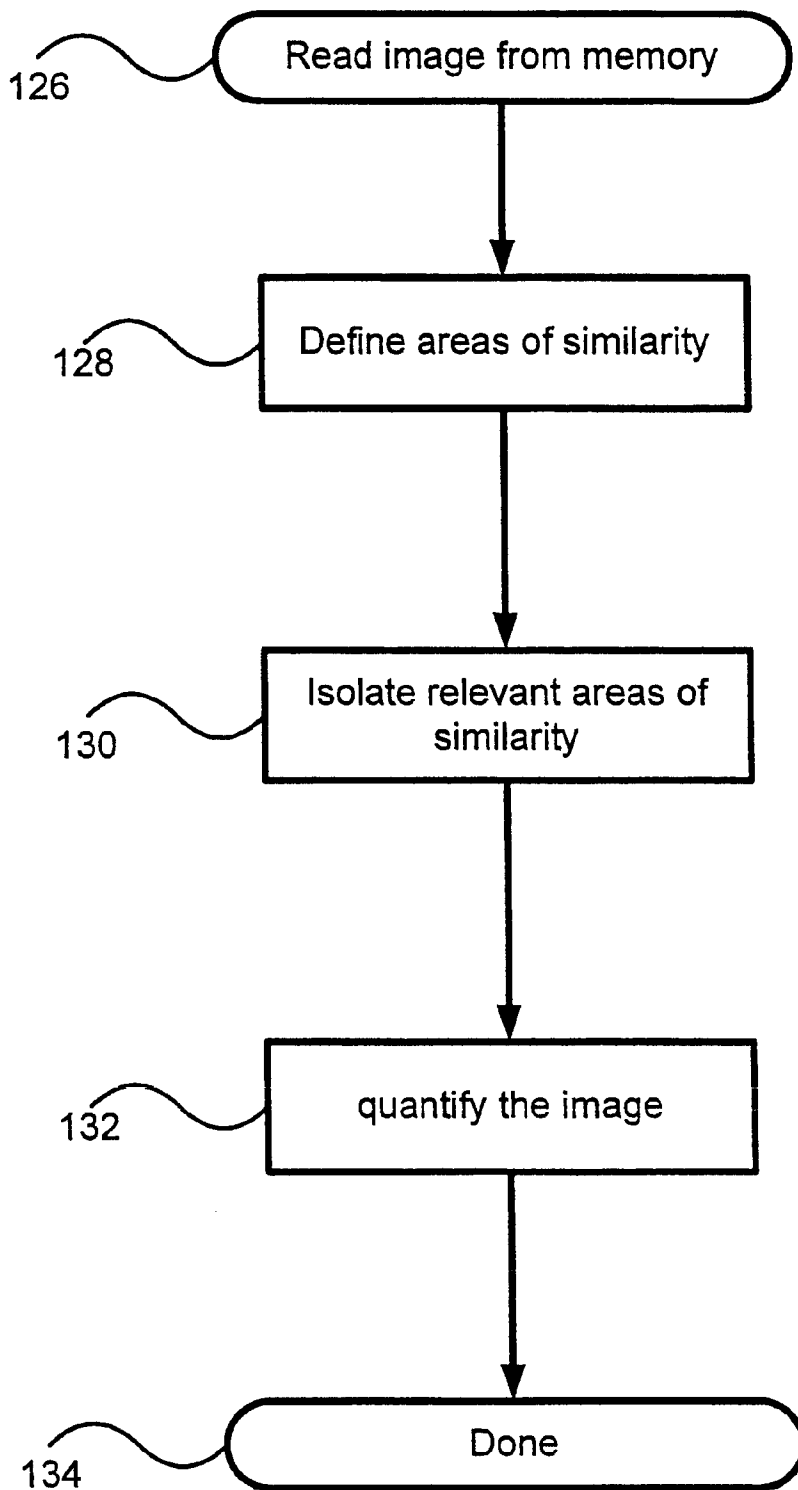 Read image from memory
126
Define areas of similarity
128
Isolate relevant areas of
similarity
130
quantify the image
132
Done
134